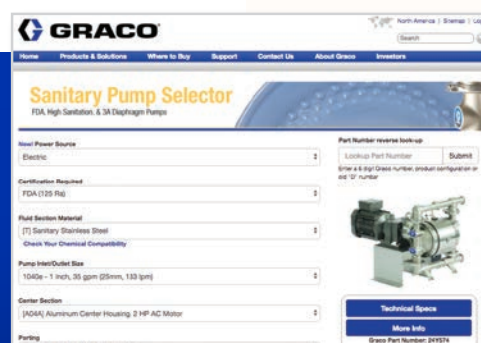 GRACO
North America | Sitemap |
Search
Home Products & Solutions Where to Buy Support Contact Us About Graco Investors
Sanitary Pump Selector
FDA, High Sanitation, & 3A Diaphragm Pumps
New! Power Source
Electric
Certification Required
FDA (125 Ra)
Fluid Section Material
[T] Sanitary Stainless Steel
Check Your Chemical Compatibility
Pump Inlet/Outlet Size
1040e - 1 inch, 35 gpm (25mm, 133 lpm)
Center Section
[A04A] Aluminum Center Housing, 2 HP AC Motor
Porting
Part Number reverse look-up
Lookup Part Number Submit
Enter a 6 digit Graco number, product configuration or old "D" number
Technical Specs
More Info
Graco Part Number: 24Y574